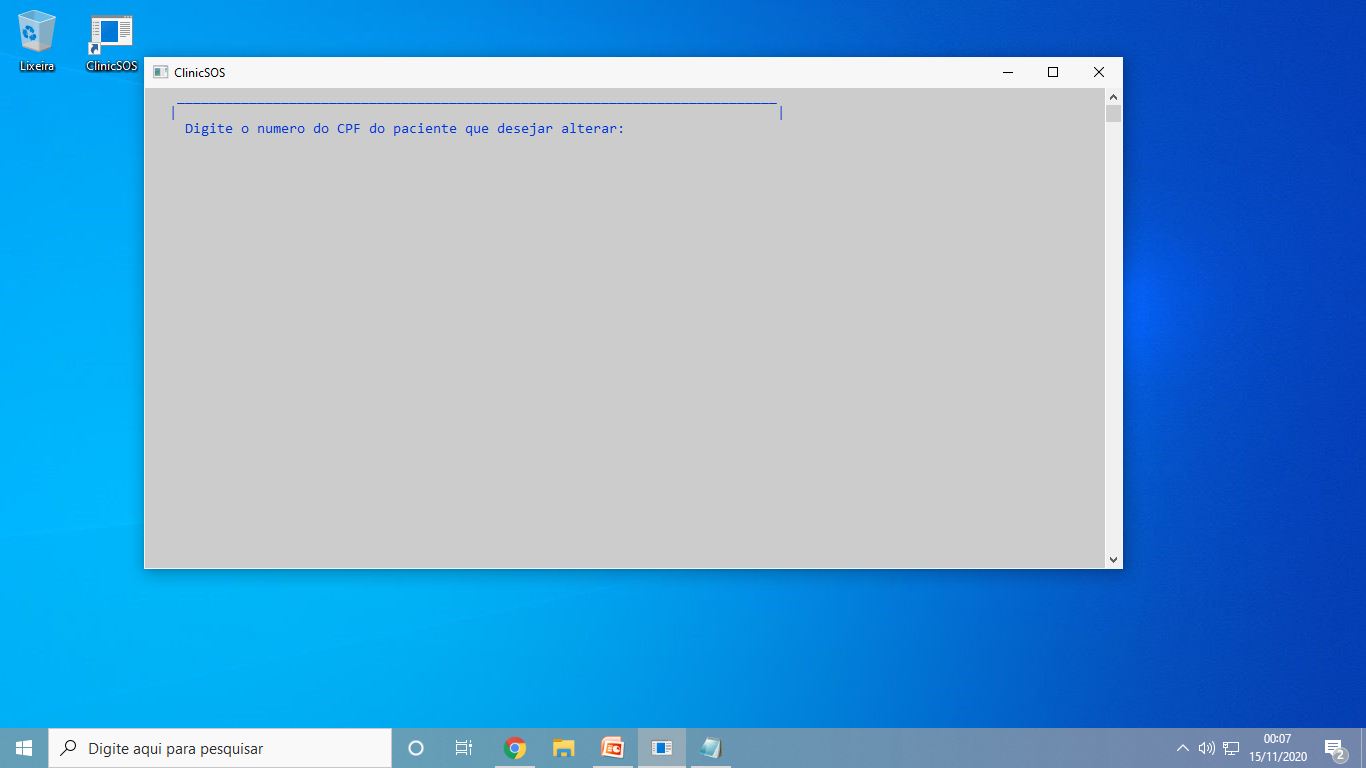 Lixeira
ClinicSOS
ClinicSOS
Digite o numero do CPF do paciente que desejar alterar:
Digite aqui para pesquisar
00:07
15/11/2020
2